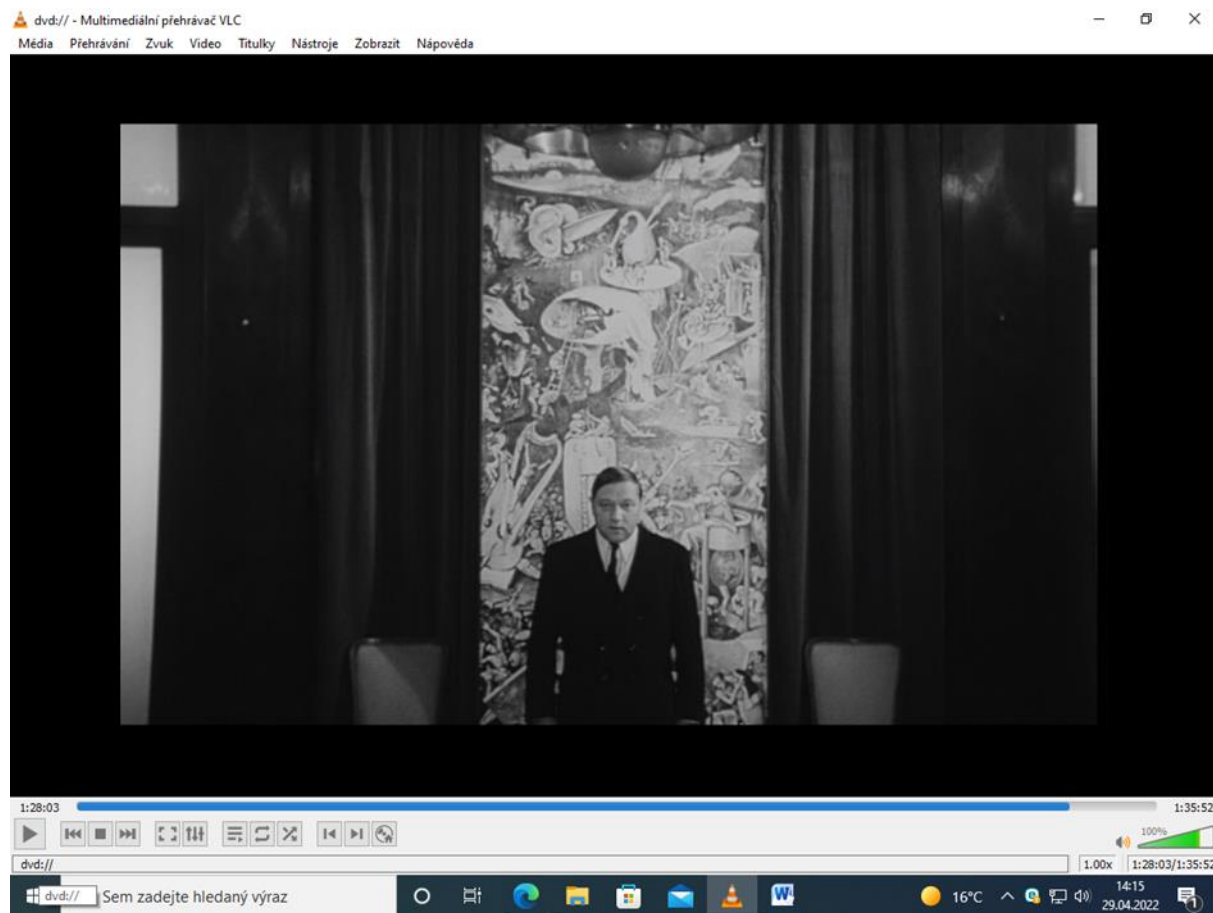 dvd:// - Multimediální přehrávač VLC
Média Přehrávání Zvuk Video Titulky Nástroje Zobrazit Nápověda
1:28:03 1:35:52
100%
dvd:// 1.00x 1:28:03/1:35:52
dvd:// Sem zadejte hledaný výraz 16°C 14:15
29.04.2022